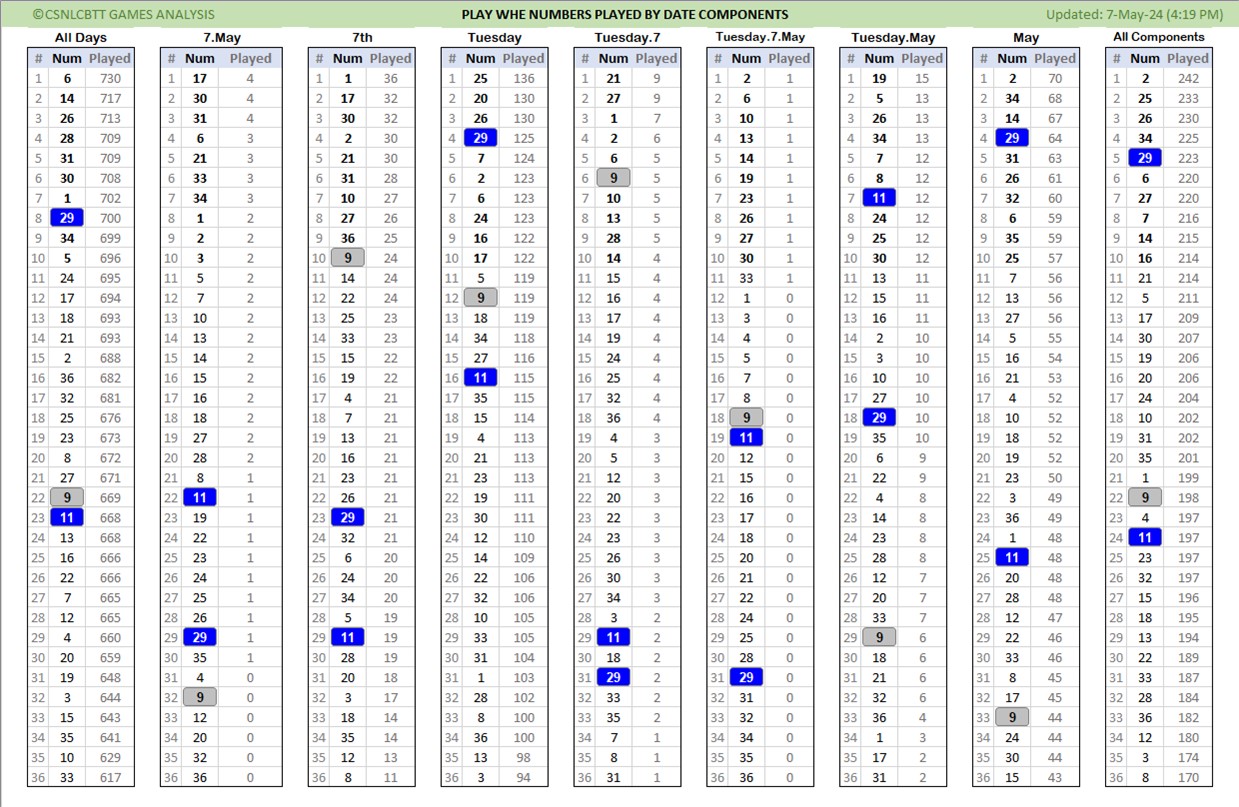 ©CSNLCBTT GAMES ANALYSIS PLAY WHE NUMBERS PLAYED BY DATE COMPONENTS Updated: 7-May-24 (4:19 PM)
All Days 7.May 7th Tuesday Tuesday.7 Tuesday.7.May Tuesday.May May All Components
# Num Played # Num Played # Num Played # Num Played # Num Played # Num Played # Num Played # Num Played # Num Played
1 6 730 1 17 4 1 1 36 1 25 136 1 21 9 1 2 1 1 19 15 1 2 70 1 2 242
2 14 717 2 30 4 2 17 32 2 20 130 2 27 9 2 6 1 2 5 13 2 34 68 2 25 233
3 26 713 3 31 4 3 30 32 3 26 130 3 1 7 3 10 1 3 26 13 3 14 67 3 26 230
4 28 709 4 6 3 4 2 30 4 29 125 4 2 6 4 13 1 4 34 13 4 29 64 4 34 225
5 31 709 5 21 3 5 21 30 5 7 124 5 6 5 5 14 1 5 7 12 5 31 63 5 29 223
6 30 708 6 33 3 6 31 28 6 2 123 6 9 5 6 19 1 6 8 12 6 26 61 6 6 220
7 1 702 7 34 3 7 10 27 7 6 123 7 10 5 7 23 1 7 11 12 7 32 60 7 27 220
8 29 700 8 1 2 8 27 26 8 24 123 8 13 5 8 26 1 8 24 12 8 6 59 8 7 216
9 34 699 9 2 2 9 36 25 9 16 122 9 28 5 9 27 1 9 25 12 9 35 59 9 14 215
10 5 696 10 3 2 10 9 24 10 17 122 10 14 4 10 30 1 10 30 12 10 25 57 10 16 214
11 24 695 11 5 2 11 14 24 11 5 119 11 15 4 11 33 1 11 13 11 11 7 56 11 21 214
12 17 694 12 7 2 12 22 24 12 9 119 12 16 4 12 1 0 12 15 11 12 13 56 12 5 211
13 18 693 13 10 2 13 25 23 13 18 119 13 17 4 13 3 0 13 16 11 13 27 56 13 17 209
14 21 693 14 13 2 14 33 23 14 34 118 14 19 4 14 4 0 14 2 10 14 5 55 14 30 207
15 2 688 15 14 2 15 15 22 15 27 116 15 24 4 15 5 0 15 3 10 15 16 54 15 19 206
16 36 682 16 15 2 16 19 22 16 11 115 16 25 4 16 7 0 16 10 10 16 21 53 16 20 206
17 32 681 17 16 2 17 4 21 17 35 115 17 32 4 17 8 0 17 27 10 17 4 52 17 24 204
18 25 676 18 18 2 18 7 21 18 15 114 18 36 4 18 9 0 18 29 10 18 10 52 18 10 202
19 23 673 19 27 2 19 13 21 19 4 113 19 4 3 19 11 0 19 35 10 19 18 52 19 31 202
20 8 672 20 28 2 20 16 21 20 21 113 20 5 3 20 12 0 20 6 9 20 19 52 20 35 201
21 27 671 21 8 1 21 22 21 21 23 113 21 12 3 21 15 0 21 22 9 21 23 50 21 1 199
22 9 669 22 11 1 22 26 21 22 19 111 22 20 3 22 16 0 22 4 8 22 3 49 22 9 198
23 11 668 23 19 1 23 29 21 23 30 111 23 22 3 23 17 0 23 14 8 23 36 49 23 4 197
24 13 668 24 22 1 24 32 21 24 12 110 24 23 3 24 18 0 24 23 8 24 1 48 24 11 197
25 16 666 25 23 1 25 6 20 25 14 109 25 26 3 25 20 0 25 28 8 25 11 48 25 23 197
26 22 666 26 24 1 26 24 20 26 22 106 26 30 3 26 21 0 26 12 7 26 20 48 26 32 197
27 7 665 27 25 1 27 34 20 27 32 106 27 34 3 27 22 0 27 20 7 27 28 48 27 15 196
28 12 665 28 26 1 28 5 19 28 10 105 28 3 2 28 24 0 28 33 7 28 12 47 28 18 195
29 4 660 29 29 1 29 11 19 29 33 105 29 11 2 29 25 0 29 9 6 29 22 46 29 13 194
30 20 659 30 35 1 30 28 19 30 31 104 30 18 2 30 28 0 30 18 6 30 33 46 30 22 189
31 19 648 31 4 0 31 20 18 31 1 103 31 29 2 31 29 0 31 21 6 31 8 45 31 33 187
32 3 644 32 9 0 32 3 17 32 28 102 32 33 2 32 31 0 32 32 6 32 17 45 32 28 184
33 15 643 33 12 0 33 18 14 33 8 100 33 35 2 33 32 0 33 36 4 33 9 44 33 36 182
34 35 641 34 20 0 34 35 14 34 36 100 34 7 1 34 34 0 34 1 3 34 24 44 34 12 180
35 10 629 35 32 0 35 12 13 35 13 98 35 8 1 35 35 0 35 17 2 35 30 44 35 3 174
36 33 617 36 36 0 36 8 11 36 3 94 36 31 1 36 36 0 36 31 2 36 15 43 36 8 170